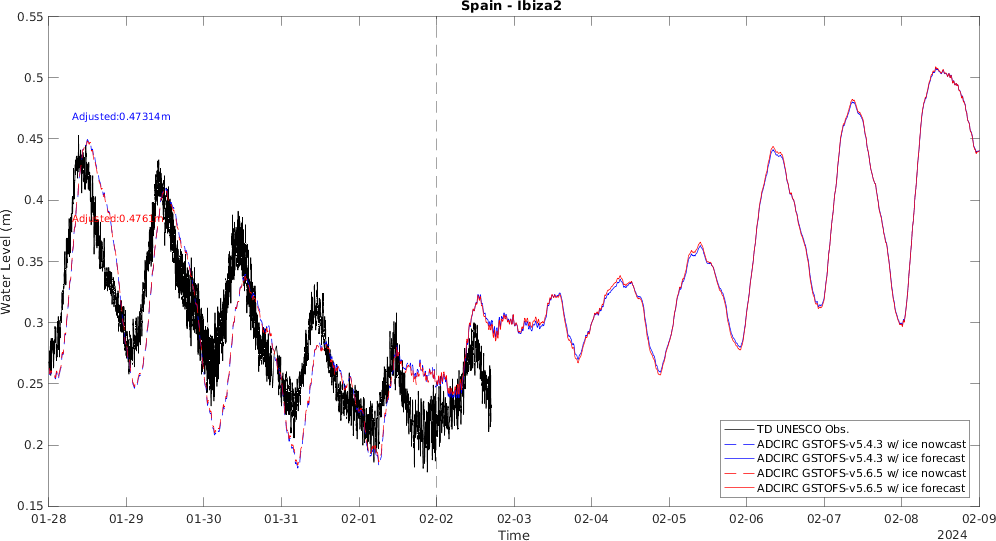 Spain - Ibiza2
0.55
0.5
0.45
0.4
0.35
0.3
0.25
0.2
0.15
Water Level (m)
Adjusted:0.47314m
Adjusted:0.4761m
TD UNESCO Obs.
ADCIRC GSTOFS-v5.4.3 w/ ice nowcast
ADCIRC GSTOFS-v5.4.3 w/ ice forecast
ADCIRC GSTOFS-v5.6.5 w/ ice nowcast
ADCIRC GSTOFS-v5.6.5 w/ ice forecast
01-28 01-29 01-30 01-31 02-01 02-02 02-03 02-04 02-05 02-06 02-07 02-08 02-09
Time
2024